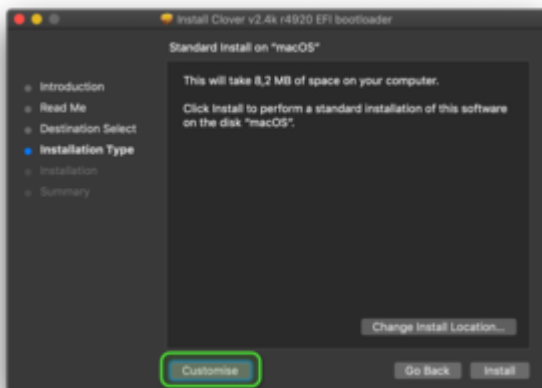 Install Clover v2.4k r4920 EFI bootloader
Standard Install on "macOS"
Introduction
Read Me
Destination Select
Installation Type
Installation
Summary
This will take 8,2 MB of space on your computer.
Click Install to perform a standard installation of this software
on the disk "macOS".
Change Install Location...
Customise
Go Back
Install